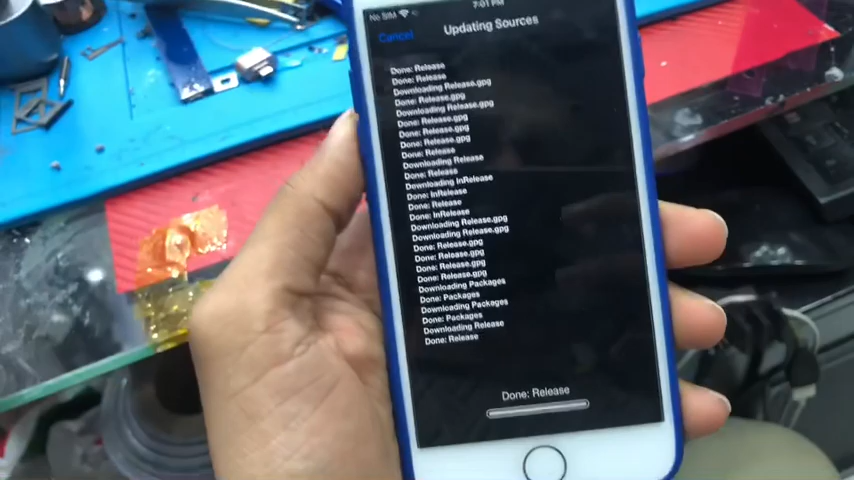 No SIM
7:01 PM
Cancel
Updating Sources
Done: Release
Done: Release
Downloading Release.gpg
Done: Release.gpg
Downloading Release.gpg
Done: Release.gpg
Done: Release.gpg
Done: Release.gpg
Done: Release
Downloading Release
Done: Release
Downloading InRelease
Done: InRelease
Done: Release
Done: InRelease
Downloading Release.gpg
Downloading Release.gpg
Done: Release.gpg
Done: Release.gpg
Done: Release.gpg
Done: Release.gpg
Downloading Packages
Done: Packages
Downloading Packages
Done: Packages
Downloading Release
Done: Release
Done: Release